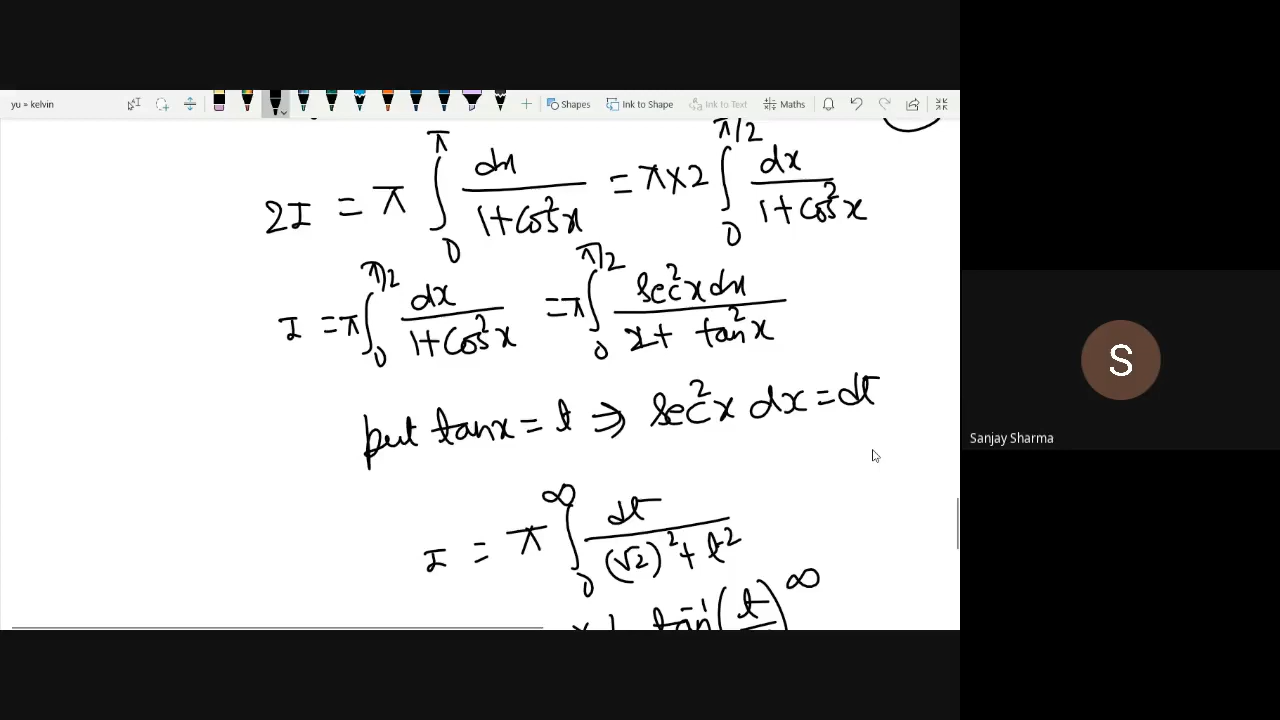 yu » kelvin Shapes Ink to Shape Ink to Text Maths
2I = π ∫₀^π dx/(1+cos²x) = π×2 ∫₀^(π/2) dx/(1+cos²x)
I = π ∫₀^(π/2) dx/(1+cos²x) = π ∫₀^(π/2) sec²x dx/(2+tan²x)
put tanx = t ⇒ sec²x dx = dt
I = π ∫₀^∞ dt/((√2)²+t²)
tan⁻¹(t/ )^∞
S
Sanjay Sharma